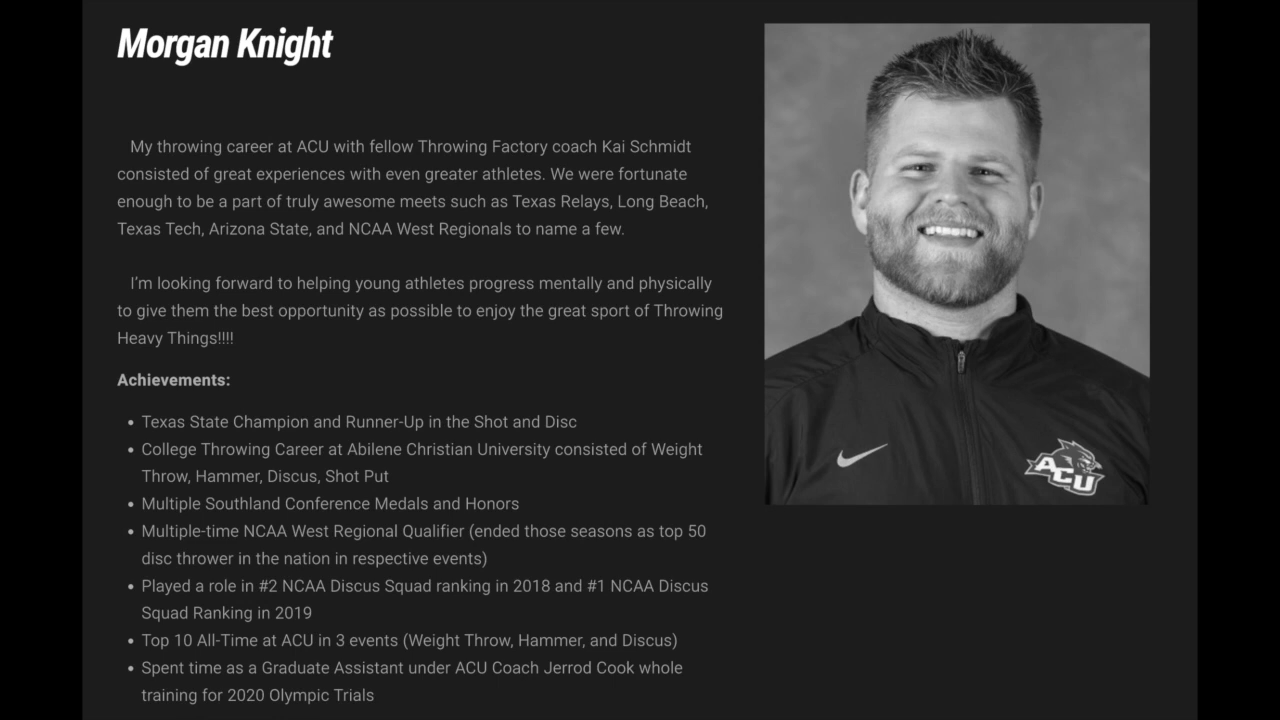 Morgan Knight
My throwing career at ACU with fellow Throwing Factory coach Kai Schmidt
consisted of great experiences with even greater athletes. We were fortunate
enough to be a part of truly awesome meets such as Texas Relays, Long Beach,
Texas Tech, Arizona State, and NCAA West Regionals to name a few.
I'm looking forward to helping young athletes progress mentally and physically
to give them the best opportunity as possible to enjoy the great sport of Throwing
Heavy Things!!!!
Achievements:
• Texas State Champion and Runner-Up in the Shot and Disc
• College Throwing Career at Abilene Christian University consisted of Weight
Throw, Hammer, Discus, Shot Put
• Multiple Southland Conference Medals and Honors
• Multiple-time NCAA West Regional Qualifier (ended those seasons as top 50
disc thrower in the nation in respective events)
• Played a role in #2 NCAA Discus Squad ranking in 2018 and #1 NCAA Discus
Squad Ranking in 2019
• Top 10 All-Time at ACU in 3 events (Weight Throw, Hammer, and Discus)
• Spent time as a Graduate Assistant under ACU Coach Jerrod Cook whole
training for 2020 Olympic Trials
ACU